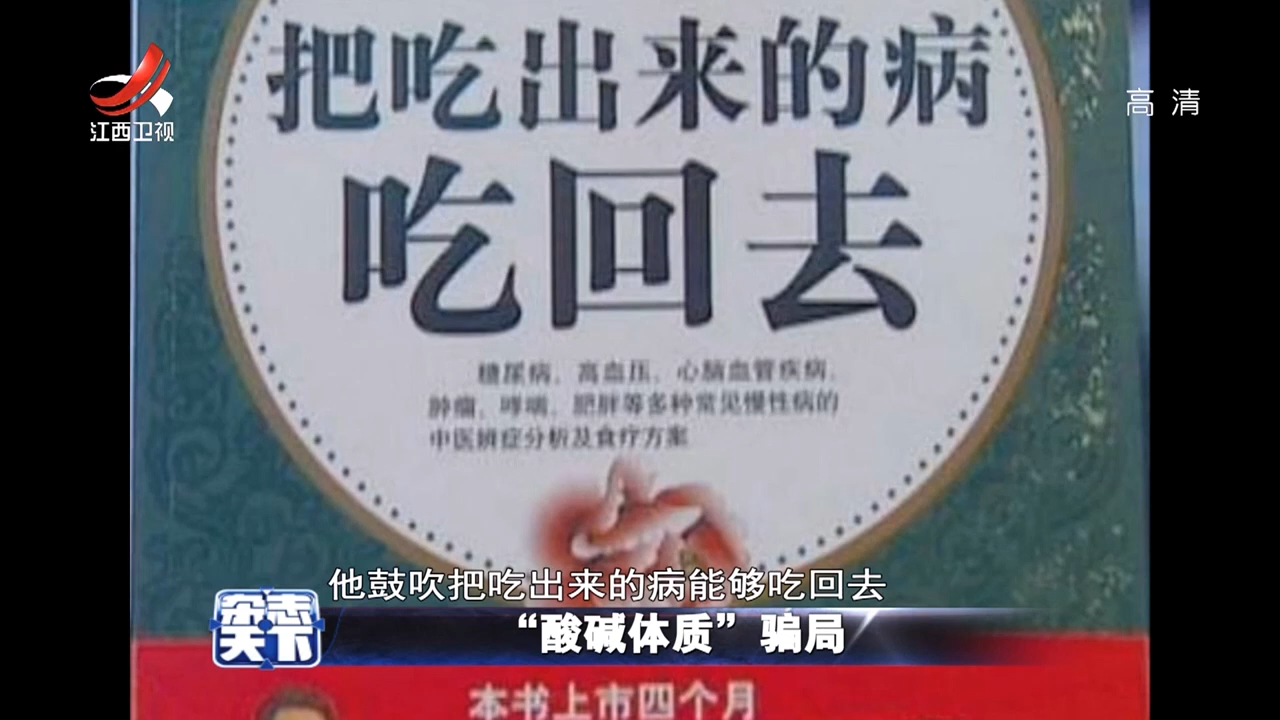 把吃出来的病
吃回去
江西卫视
高清
糖尿病、高血压、心脑血管疾病、
肿瘤、哮喘、肥胖等多种常见慢性病的
中医辨症分析及食疗方案
他鼓吹把吃出来的病能够吃回去
杂志
天下
“酸碱体质”骗局
本书上市四个月